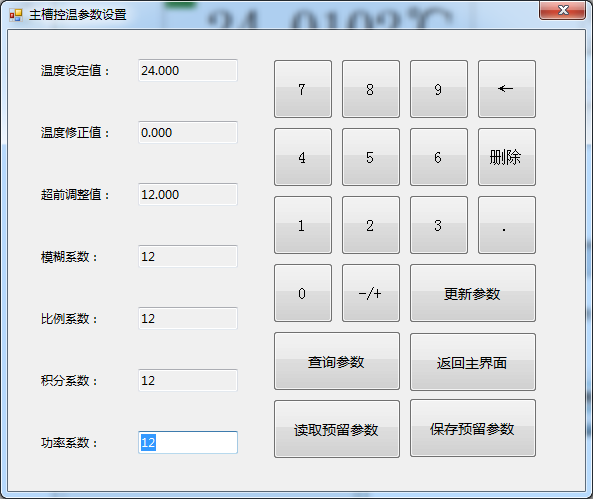 24.0102℃
主槽控温参数设置
温度设定值： 24.000
温度修正值： 0.000
超前调整值： 12.000
模糊系数： 12
比例系数： 12
积分系数： 12
功率系数： 12
7 8 9 ←
4 5 6 删除
1 2 3 .
0 -/+ 更新参数
查询参数 返回主界面
读取预留参数 保存预留参数